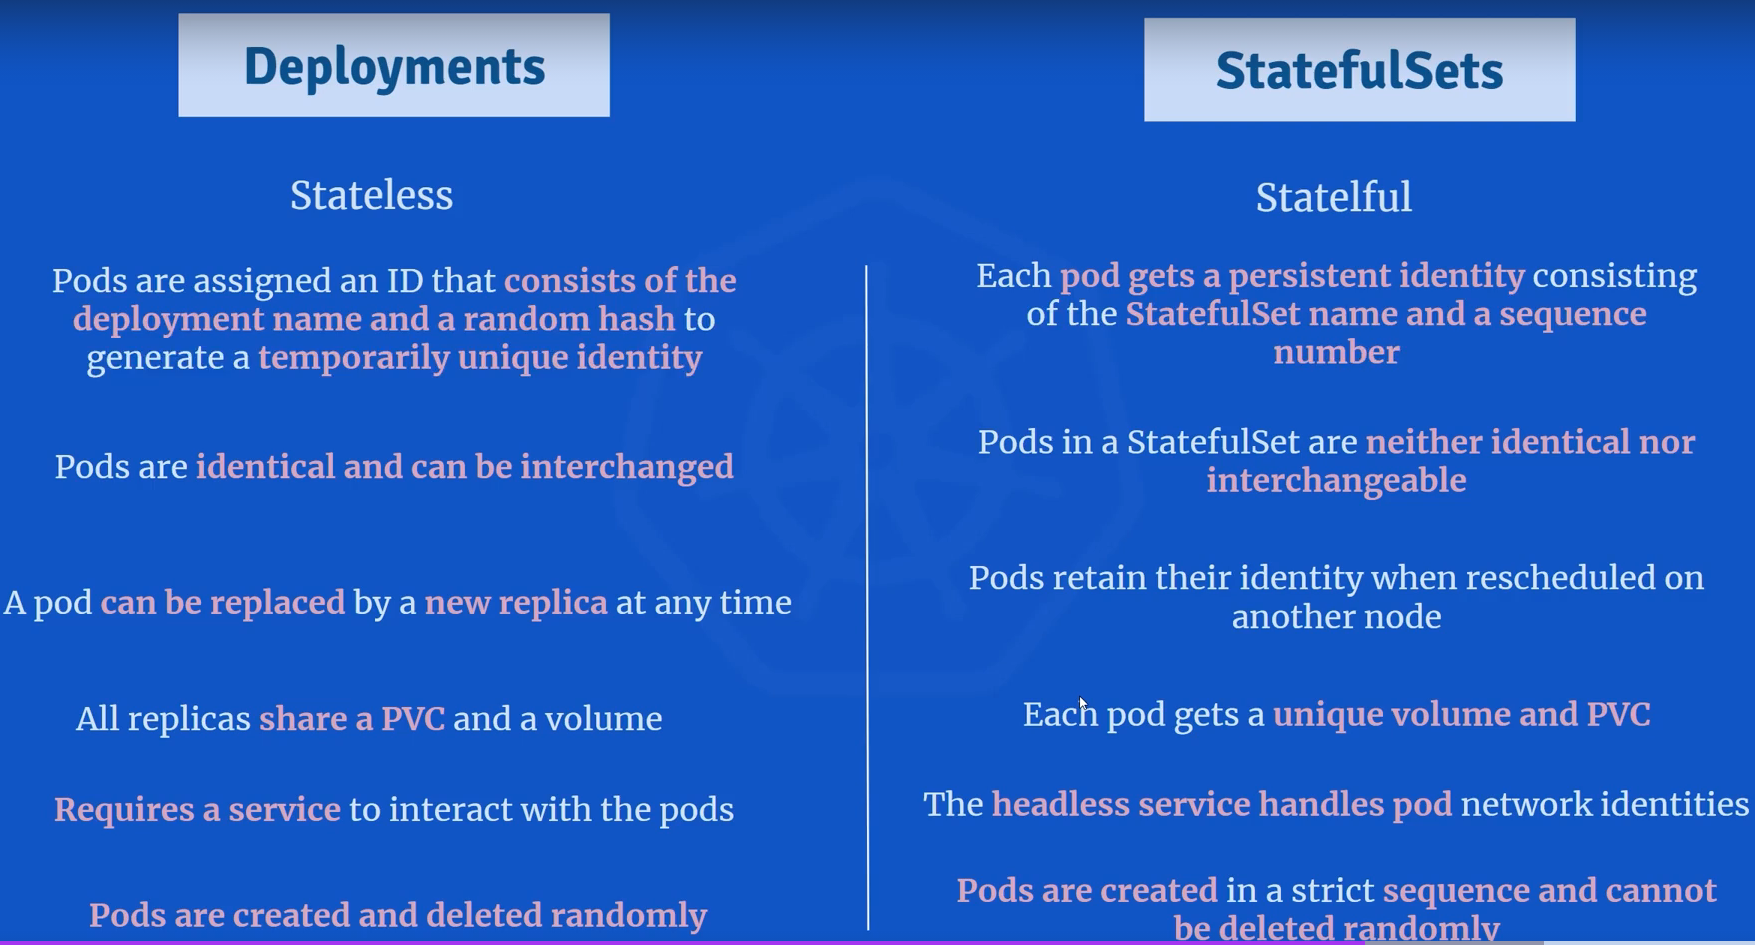 Deployments
Stateless
Pods are assigned an ID that consists of the
deployment name and a random hash to
generate a temporarily unique identity
Pods are identical and can be interchanged
A pod can be replaced by a new replica at any time
All replicas share a PVC and a volume
Requires a service to interact with the pods
Pods are created and deleted randomly
StatefulSets
Statelful
Each pod gets a persistent identity consisting
of the StatefulSet name and a sequence
number
Pods in a StatefulSet are neither identical nor
interchangeable
Pods retain their identity when rescheduled on
another node
Each pod gets a unique volume and PVC
The headless service handles pod network identities
Pods are created in a strict sequence and cannot
be deleted randomly